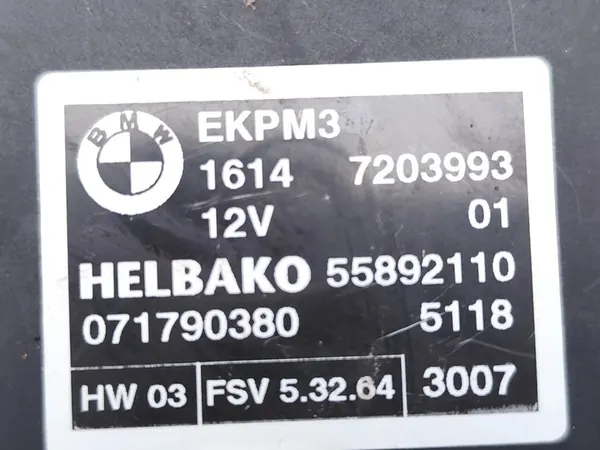 BMW EKPM3
1614 7203993
12V 01
HELBAKO 55892110
071790380 5118
HW 03 FSV 5.32.64 3007